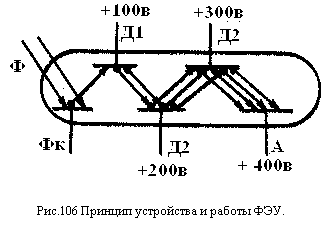 +100в +300в
Д1 Д2
Ф
Фк Д2 А
+200в + 400в
Рис.106 Принцип устройства и работы ФЭУ.